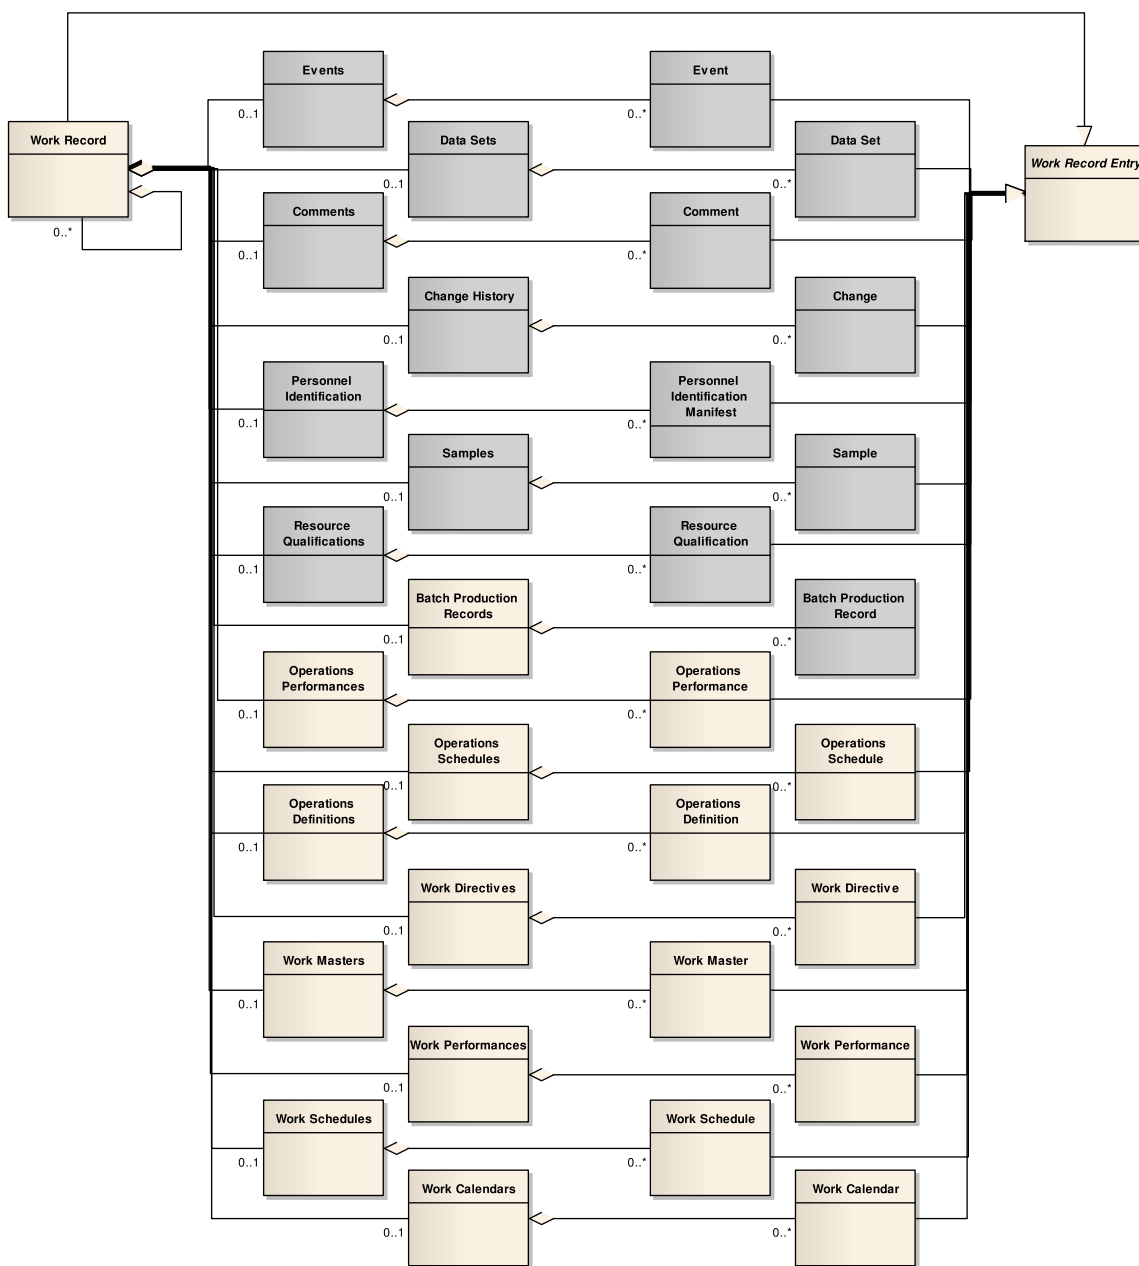 Events
Event
0..1
0..*
Work Record
Data Sets
Data Set
Work Record Entry
0..1
0..*
0..*
Comments
Comment
0..1
0..*
Change History
Change
0..1
0..*
Personnel
Identification
Personnel
Identification
Manifest
0..1
0..*
Samples
Sample
0..1
0..*
Resource
Qualifications
Resource
Qualification
0..1
0..*
Batch Production
Records
Batch Production
Record
0..1
0..*
Operations
Performances
Operations
Performance
0..1
0..*
Operations
Schedules
Operations
Schedule
0..1
0..*
Operations
Definitions
Operations
Definition
0..1
0..*
Work Directives
Work Directive
0..1
0..*
Work Masters
Work Master
0..1
0..*
Work Performances
Work Performance
0..1
0..*
Work Schedules
Work Schedule
0..1
0..*
Work Calendars
Work Calendar
0..1
0..*